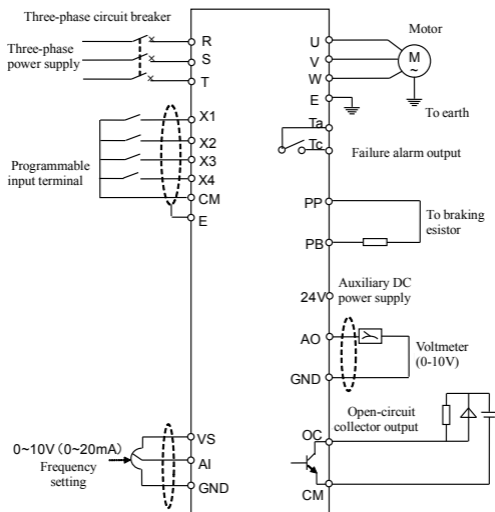 Three-phase circuit breaker
Three-phase
power supply
R
S
T
X1
X2
X3
X4
CM
E
Programmable
input terminal
0~10V (0~20mA)
Frequency
setting
VS
AI
GND
U
V
W
E
Motor
M
~
To earth
Ta
Tc
Failure alarm output
PP
PB
To braking
esistor
24V
Auxiliary DC
power supply
AO
GND
Voltmeter
(0-10V)
Open-circuit
collector output
OC
CM